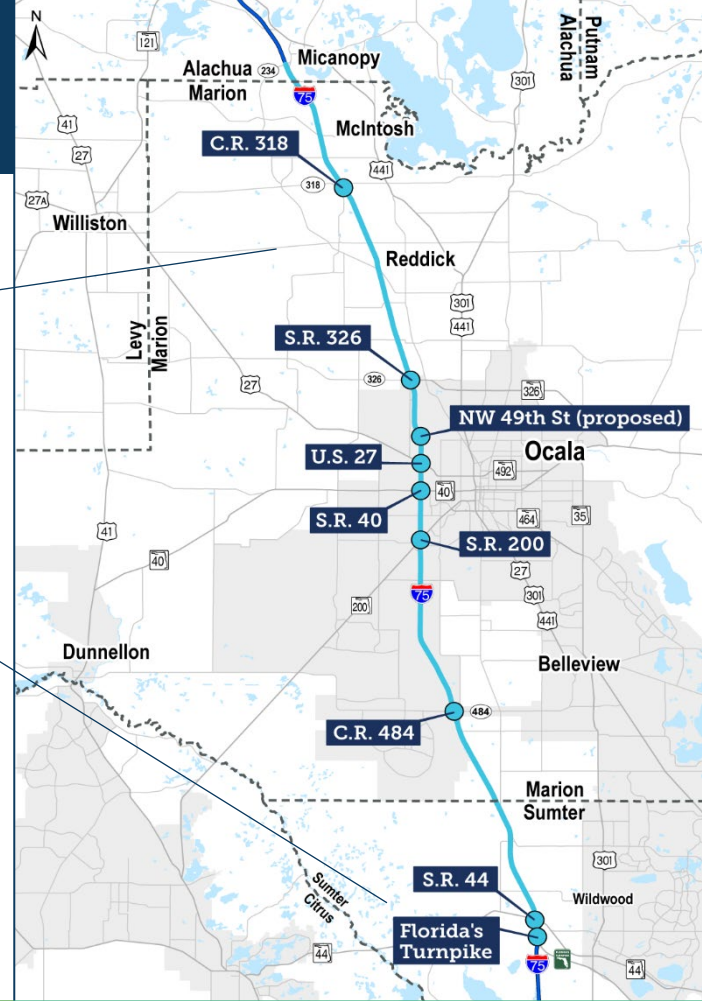 N
121
Micanopy
Putnam
Alachua
Alachua
234
Marion
75
301
41
McIntosh
27
C.R. 318
441
318
27A
Williston
Reddick
301
441
Levy
Marion
S.R. 326
326
27
326
NW 49th St (proposed)
Ocala
U.S. 27
492
40
S.R. 40
464
35
41
S.R. 200
40
27
75
301
200
441
Dunnellon
Belleview
484
C.R. 484
Marion
Sumter
301
S.R. 44
Sumter
Citrus
Wildwood
Florida's
Turnpike
44
75
44